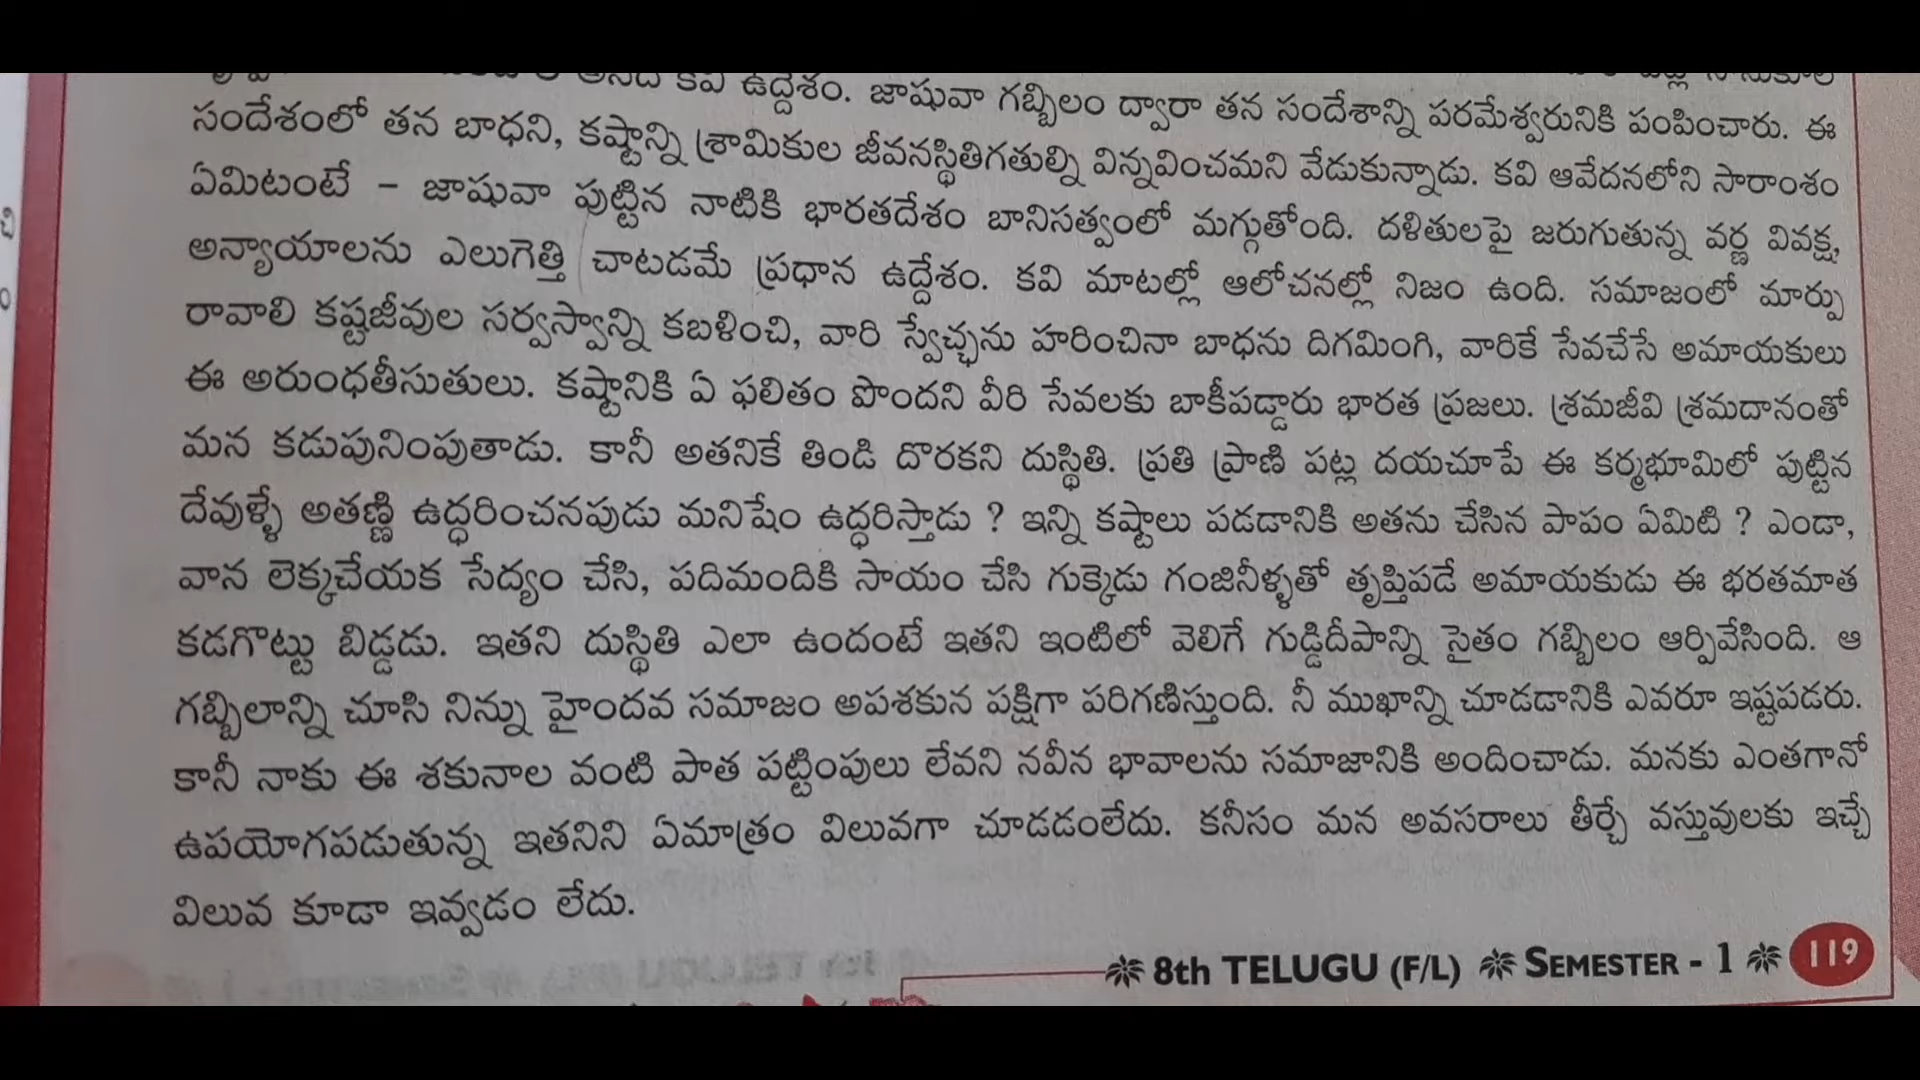 అనేది కవి ఉద్దేశం. జాషువా గబ్బిలం ద్వారా తన సందేశాన్ని పరమేశ్వరునికి పంపించారు. ఈ
సందేశంలో తన బాధని, కష్టాన్ని శ్రామికుల జీవనస్థితిగతుల్ని విన్నవించమని వేడుకున్నాడు. కవి ఆవేదనలోని సారాంశం
ఏమిటంటే – జాషువా పుట్టిన నాటికి భారతదేశం బానిసత్వంలో మగ్గుతోంది. దళితులపై జరుగుతున్న వర్ణ వివక్ష,
అన్యాయాలను ఎలుగెత్తి చాటడమే ప్రధాన ఉద్దేశం. కవి మాటల్లో ఆలోచనల్లో నిజం ఉంది. సమాజంలో మార్పు
రావాలి కష్టజీవుల సర్వస్వాన్ని కబళించి, వారి స్వేచ్ఛను హరించినా బాధను దిగమింగి, వారికే సేవచేసే అమాయకులు
ఈ అరుంధతీసుతులు. కష్టానికి ఏ ఫలితం పొందని వీరి సేవలకు బాకీపడ్డారు భారత ప్రజలు. శ్రమజీవి శ్రమదానంతో
మన కడుపునింపుతాడు. కానీ అతనికే తిండి దొరకని దుస్థితి. ప్రతి ప్రాణి పట్ల దయచూపే ఈ కర్మభూమిలో పుట్టిన
దేవుళ్ళే అతణ్ణి ఉద్ధరించనపుడు మనిషేం ఉద్ధరిస్తాడు ? ఇన్ని కష్టాలు పడడానికి అతను చేసిన పాపం ఏమిటి ? ఎండా,
వాన లెక్కచేయక సేద్యం చేసి, పదిమందికి సాయం చేసి గుక్కెడు గంజినీళ్ళతో తృప్తిపడే అమాయకుడు ఈ భరతమాత
కడగొట్టు బిడ్డడు. ఇతని దుస్థితి ఎలా ఉందంటే ఇతని ఇంటిలో వెలిగే గుడ్డిదీపాన్ని సైతం గబ్బిలం ఆర్పివేసింది. ఆ
గబ్బిలాన్ని చూసి నిన్ను హైందవ సమాజం అపశకున పక్షిగా పరిగణిస్తుంది. నీ ముఖాన్ని చూడడానికి ఎవరూ ఇష్టపడరు.
కానీ నాకు ఈ శకునాల వంటి పాత పట్టింపులు లేవని నవీన భావాలను సమాజానికి అందించాడు. మనకు ఎంతగానో
ఉపయోగపడుతున్న ఇతనిని ఏమాత్రం విలువగా చూడడంలేదు. కనీసం మన అవసరాలు తీర్చే వస్తువులకు ఇచ్చే
విలువ కూడా ఇవ్వడం లేదు.
8th TELUGU (F/L) SEMESTER - 1 119